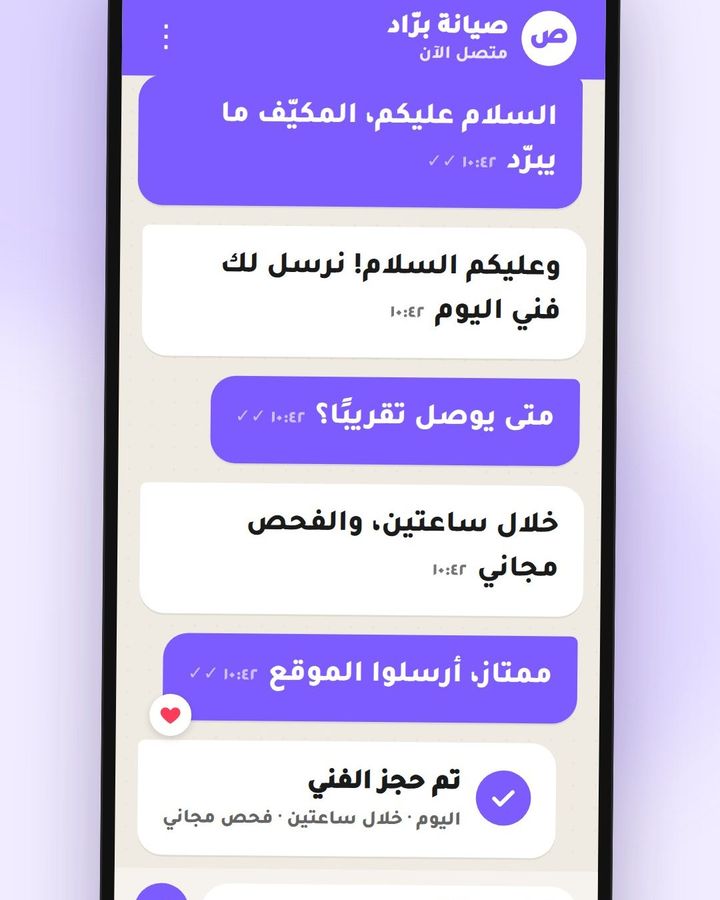 ص
صيانة برّاد
متصل الآن
السلام عليكم، المكيّف ما
يبرّد ١٠:٤٢ ✓✓
وعليكم السلام! نرسل لك
فني اليوم ١٠:٤٢
متى يوصل تقريبًا؟ ١٠:٤٢ ✓✓
خلال ساعتين، والفحص
مجاني ١٠:٤٢
ممتاز، أرسلوا الموقع ١٠:٤٢ ✓✓
تم حجز الفني
اليوم · خلال ساعتين · فحص مجاني